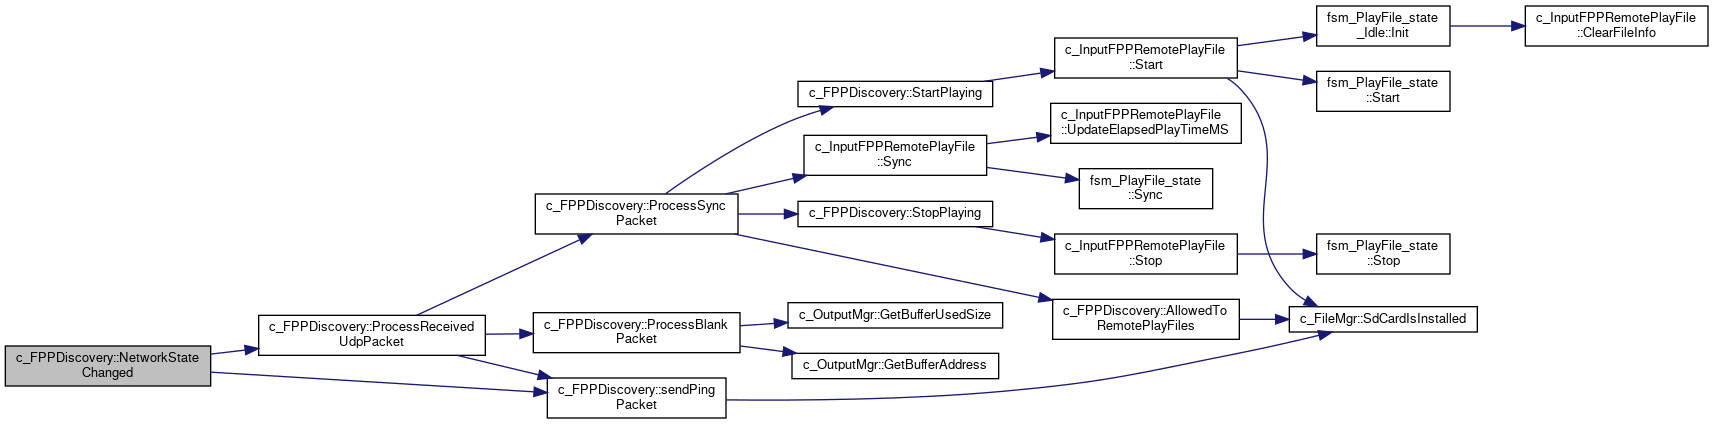 c_FPPDiscovery::NetworkState
Changed
c_FPPDiscovery::ProcessReceived
UdpPacket
c_FPPDiscovery::ProcessSync
Packet
c_FPPDiscovery::ProcessBlank
Packet
c_FPPDiscovery::sendPing
Packet
c_FPPDiscovery::StartPlaying
c_InputFPPRemotePlayFile
::Sync
c_FPPDiscovery::StopPlaying
c_OutputMgr::GetBufferUsedSize
c_OutputMgr::GetBufferAddress
c_InputFPPRemotePlayFile
::Start
c_InputFPPRemotePlayFile
::UpdateElapsedPlayTimeMS
fsm_PlayFile_state
::Sync
c_InputFPPRemotePlayFile
::Stop
c_FPPDiscovery::AllowedTo
RemotePlayFiles
fsm_PlayFile_state
_Idle::Init
fsm_PlayFile_state
::Start
fsm_PlayFile_state
::Stop
c_FileMgr::SdCardIsInstalled
c_InputFPPRemotePlayFile
::ClearFileInfo